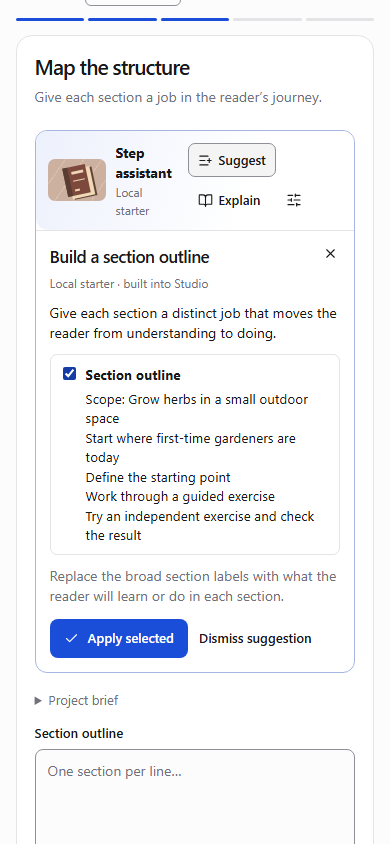 Map the structure
Give each section a job in the reader's journey.
Step
assistant
Local
starter
Suggest
Explain
Build a section outline
Local starter · built into Studio
Give each section a distinct job that moves the
reader from understanding to doing.
Section outline
Scope: Grow herbs in a small outdoor
space
Start where first-time gardeners are
today
Define the starting point
Work through a guided exercise
Try an independent exercise and check
the result
Replace the broad section labels with what the
reader will learn or do in each section.
Apply selected
Dismiss suggestion
Project brief
Section outline
One section per line...